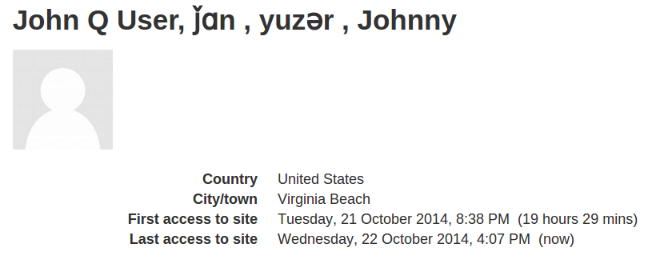 John Q User, ǰɑn , yuzər , Johnny
Country United States
City/town Virginia Beach
First access to site Tuesday, 21 October 2014, 8:38 PM (19 hours 29 mins)
Last access to site Wednesday, 22 October 2014, 4:07 PM (now)